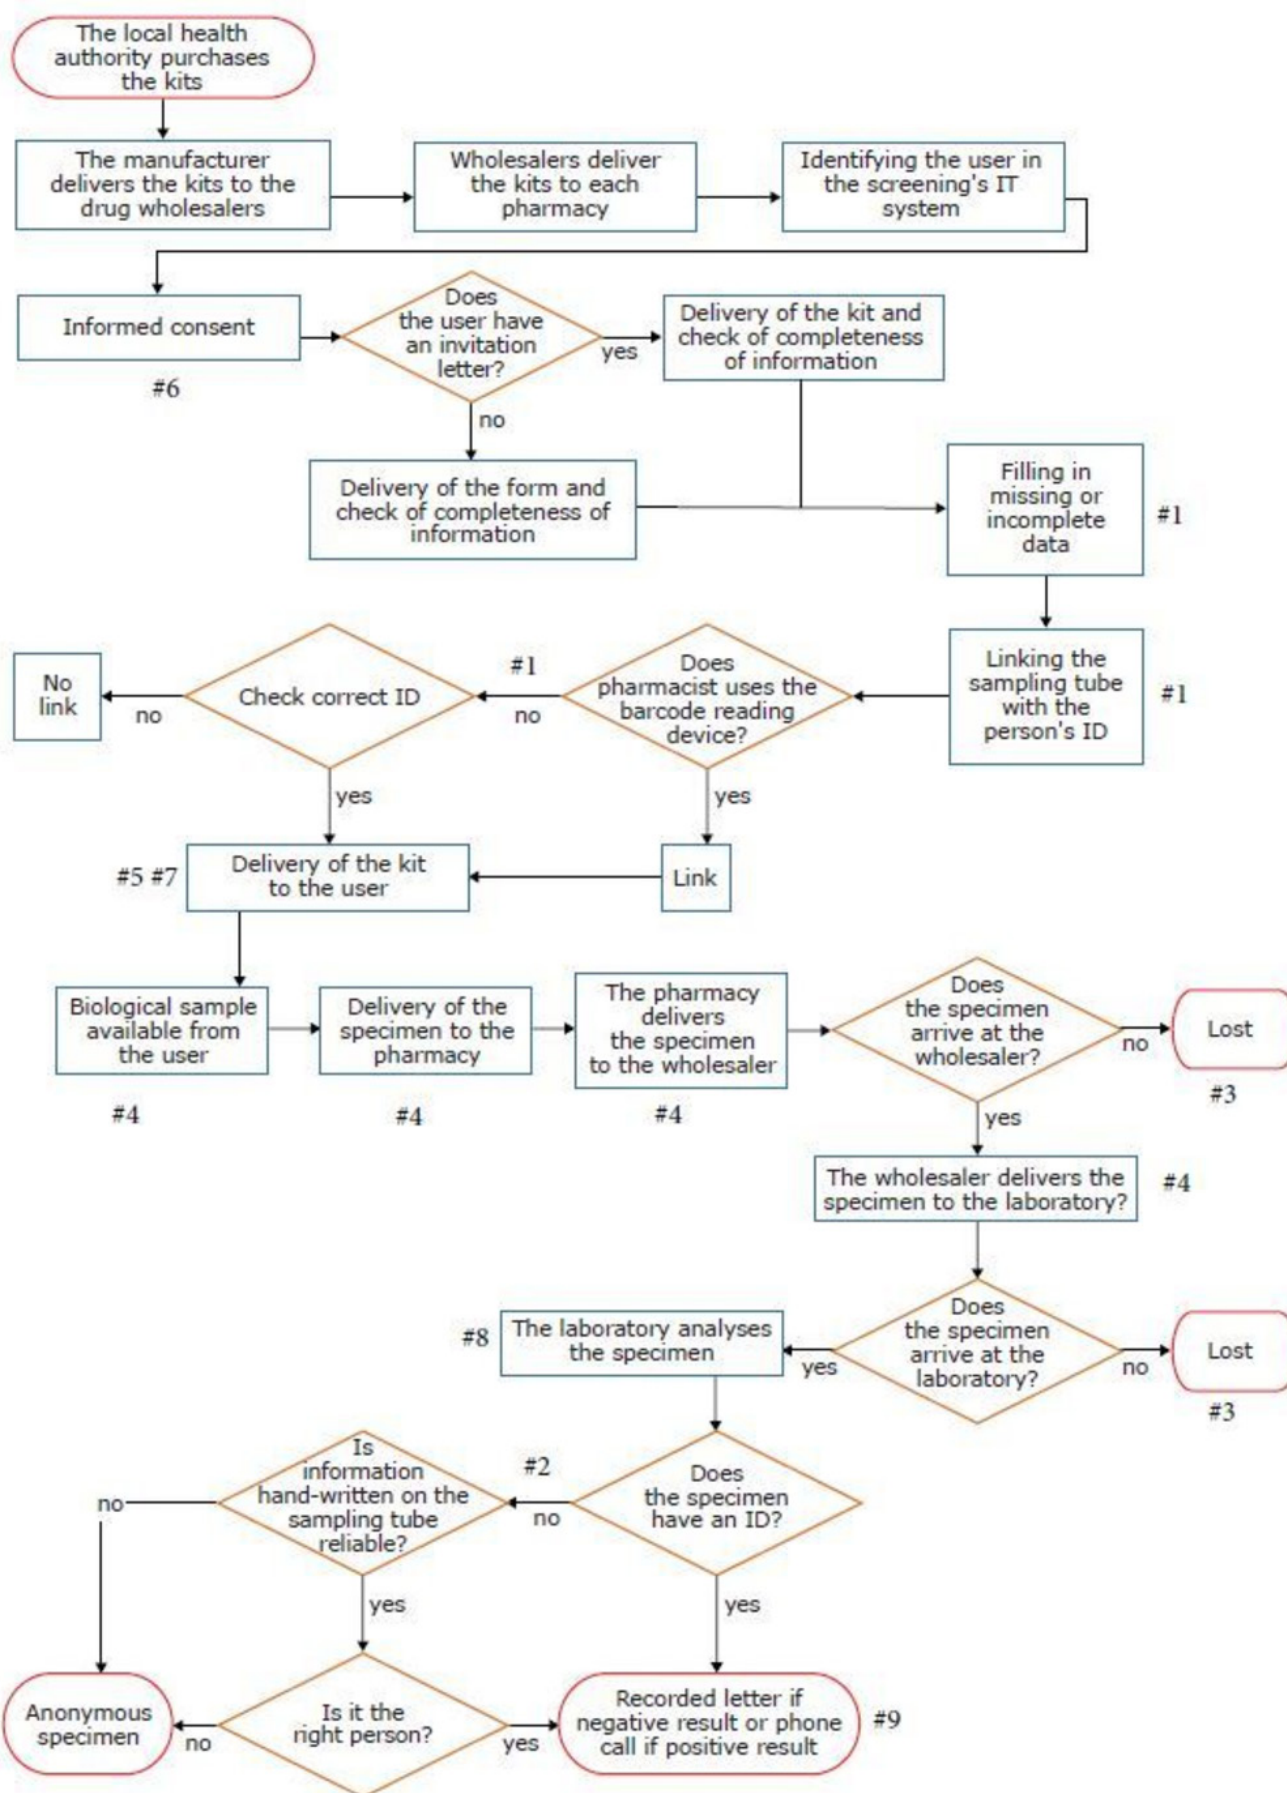 The local health
authority purchases
the kits
The manufacturer
delivers the kits to the
drug wholesalers
Wholesalers deliver
the kits to each
pharmacy
Identifying the user in
the screening's IT
system
Informed consent
#6
Does
the user have
an invitation
letter?
yes
no
Delivery of the kit and
check of completeness
of information
Delivery of the form and
check of completeness of
information
Filling in
missing or
incomplete
data
#1
Linking the
sampling tube
with the
person's ID
#1
Does
pharmacist uses the
barcode reading
device?
#1
no
yes
Check correct ID
no
yes
No
link
Link
#5 #7
Delivery of the kit
to the user
Biological sample
available from
the user
#4
Delivery of the
specimen to the
pharmacy
#4
The pharmacy
delivers
the specimen
to the wholesaler
#4
Does
the specimen
arrive at the
wholesaler?
no
Lost
#3
yes
The wholesaler delivers the
specimen to the laboratory?
#4
Does
the specimen
arrive at the
laboratory?
no
Lost
#3
yes
#8
The laboratory analyses
the specimen
Does
the specimen
have an ID?
#2
no
yes
Is
information
hand-written on the
sampling tube
reliable?
no
yes
Is it the
right person?
no
yes
Anonymous
specimen
Recorded letter if
negative result or phone
call if positive result
#9